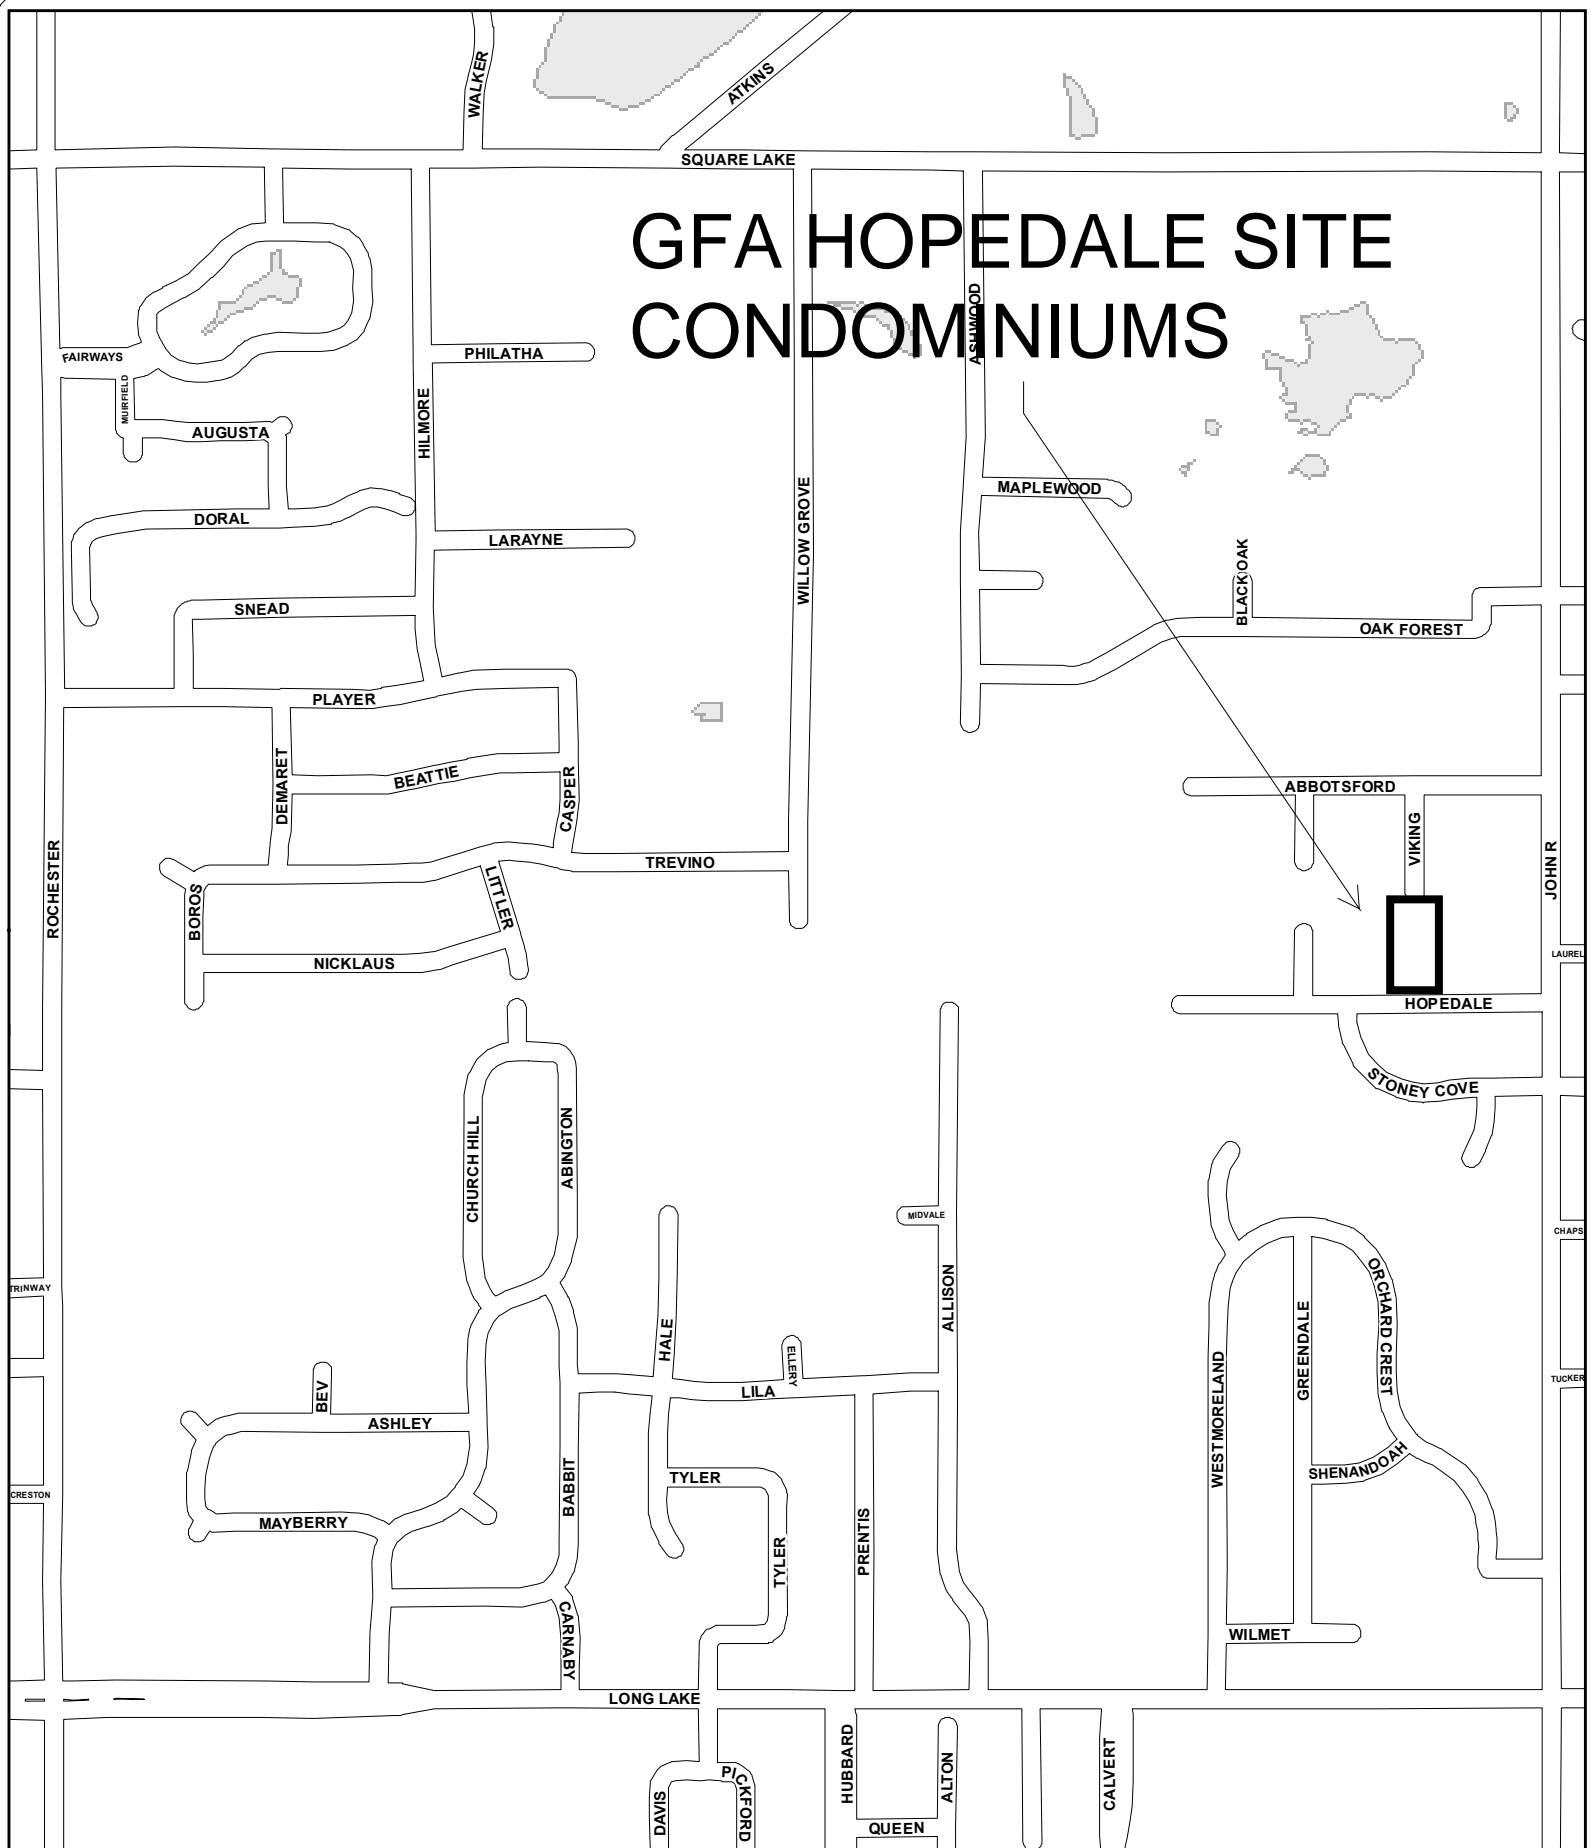 WALKER
ATKINS
SQUARE LAKE
GFA HOPEDALE SITE
CONDOMINIUMS
ASHWOOD
FAIRWAYS
PHILATHA
MUIRFIELD
HILMORE
AUGUSTA
MAPLEWOOD
WILLOW GROVE
DORAL
LARAYNE
BLACK OAK
SNEAD
OAK FOREST
PLAYER
DEMARET
BEATTIE
CASPER
ABBOTSFORD
VIKING
ROCHESTER
TREVINO
JOHN R
LITTLER
BOROS
NICKLAUS
LAUREL
HOPEDALE
STONEY COVE
CHURCH HILL
ABINGTON
MIDVALE
CHAPS
TRINWAY
ALLISON
ORCHARD CREST
HALE
GREENDALE
ELLERY
WESTMORELAND
BEV
LILA
TUCKER
ASHLEY
SHENANDOAH
TYLER
BABBIT
CRESTON
MAYBERRY
TYLER
PRENTIS
CARNABY
WILMET
LONG LAKE
HUBBARD
ALTON
CALVERT
PICKFORD
DAVIS
QUEEN